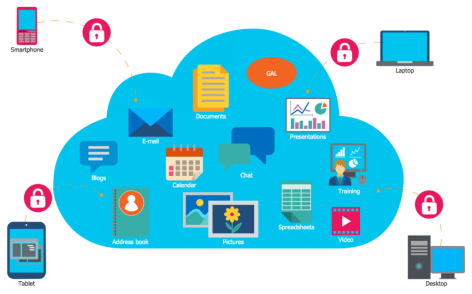 Smartphone
GAL
Laptop
Documents
E-mail
Presentations
Blogs
Calendar
Chat
Training
Address book
Pictures
Spreadsheets
Video
Tablet
Desktop